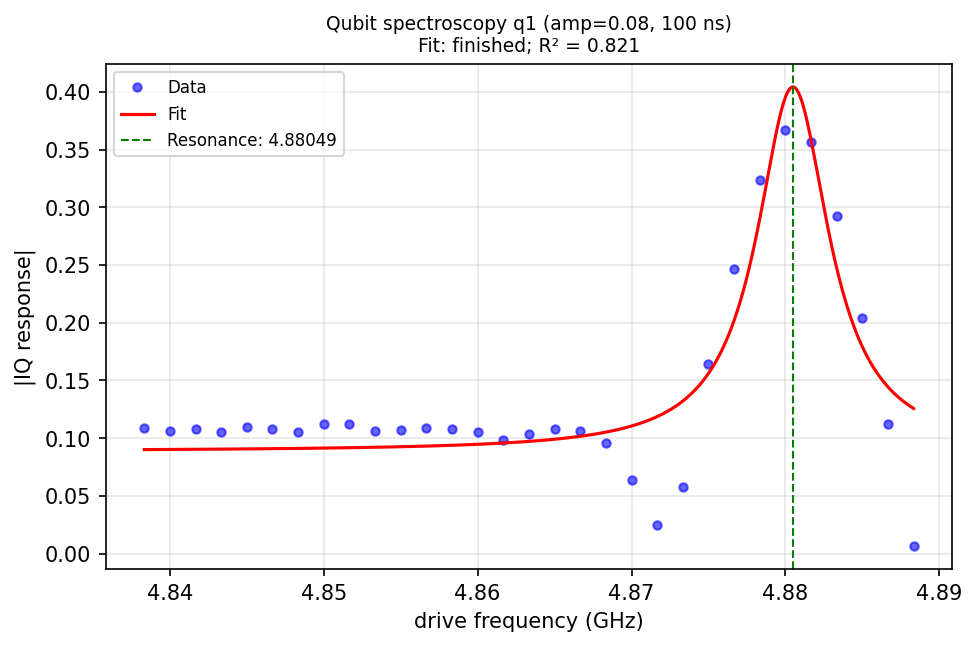 Qubit spectroscopy q1 (amp=0.08, 100 ns)
Fit: finished; R² = 0.821
Data
Fit
Resonance: 4.88049
|IQ response|
0.40
0.35
0.30
0.25
0.20
0.15
0.10
0.05
0.00
4.84
4.85
4.86
4.87
4.88
4.89
drive frequency (GHz)